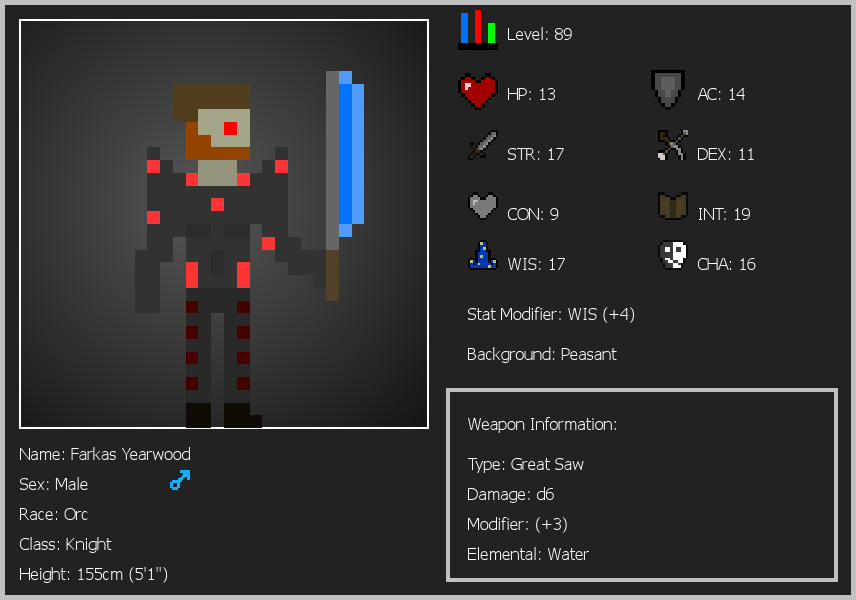 Level: 89
HP: 13
AC: 14
STR: 17
DEX: 11
CON: 9
INT: 19
WIS: 17
CHA: 16
Stat Modifier: WIS (+4)
Background: Peasant
Weapon Information:
Type: Great Saw
Damage: d6
Modifier: (+3)
Elemental: Water
Name: Farkas Yearwood
Sex: Male
Race: Orc
Class: Knight
Height: 155cm (5'1")